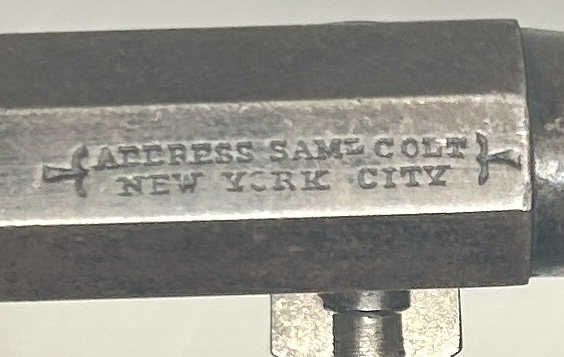 ADDRESS SAML COLT
NEW YORK CITY